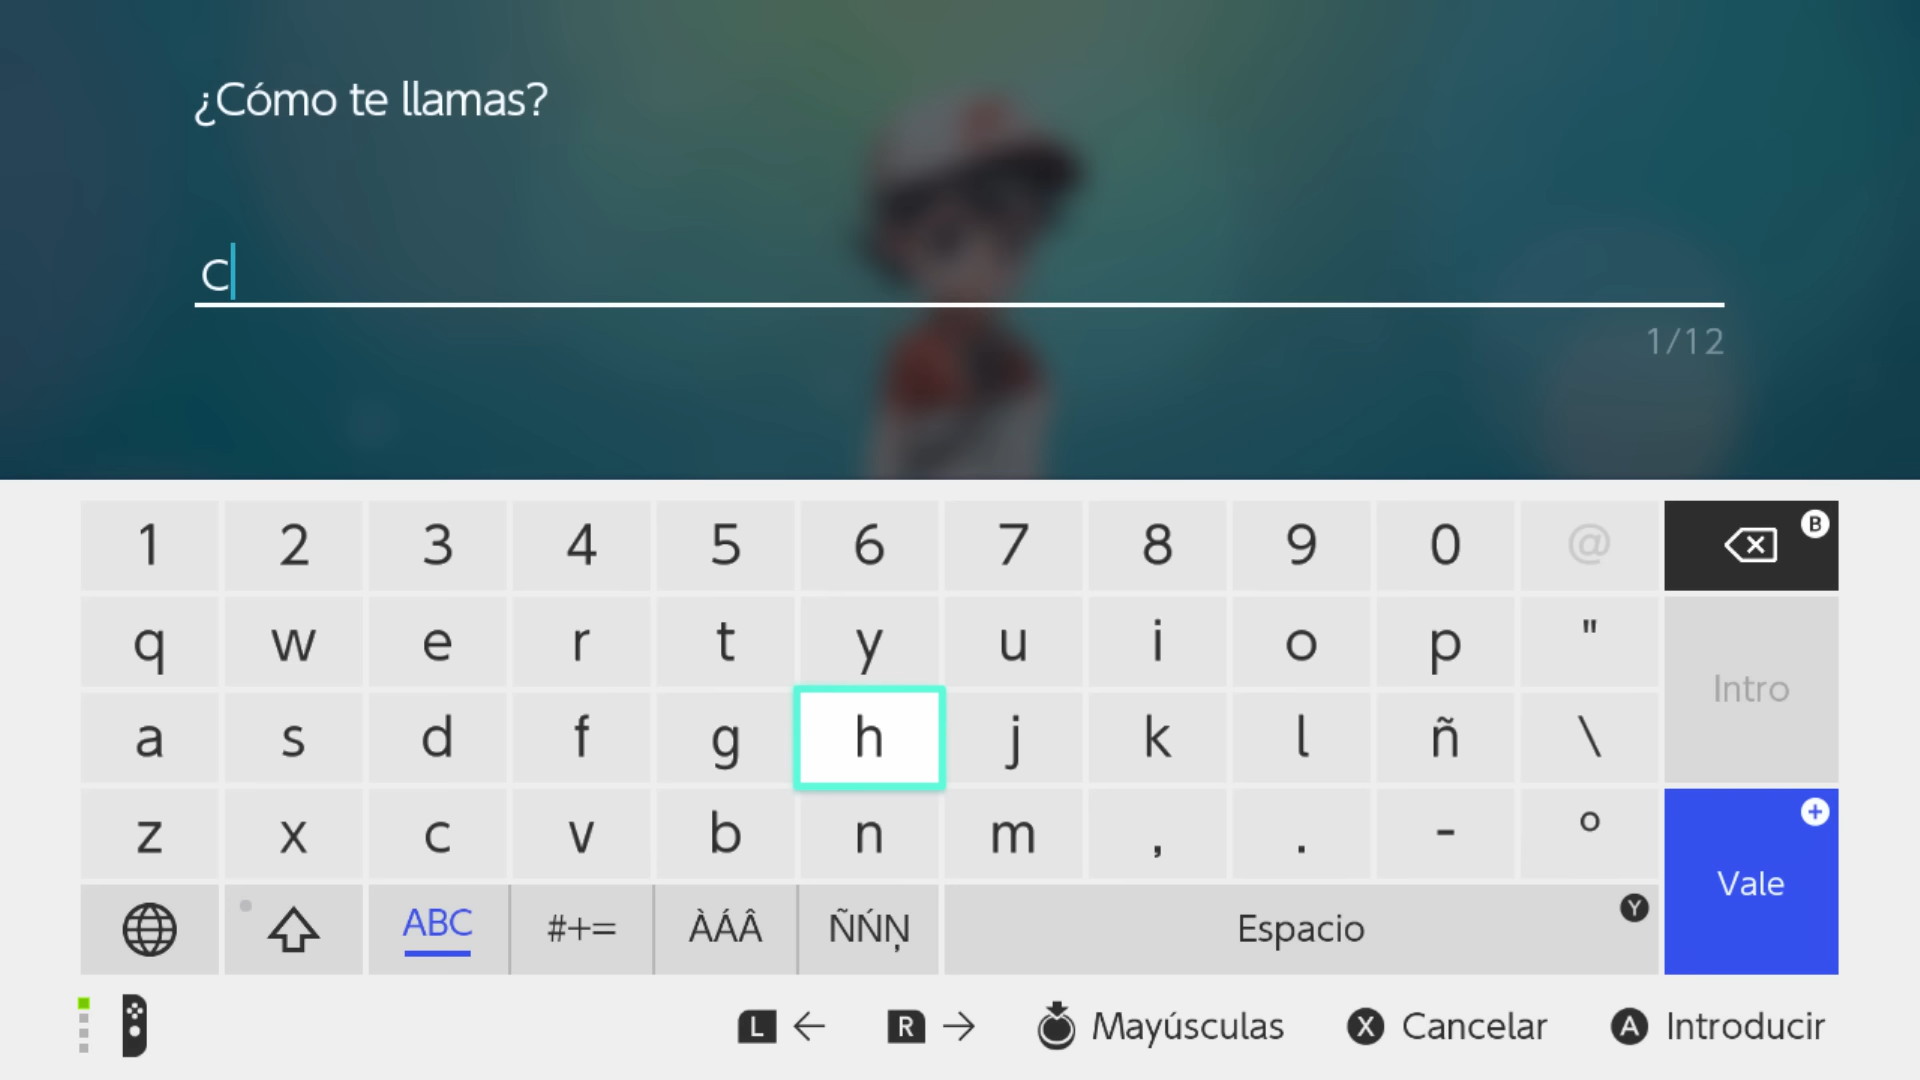 ¿Cómo te llamas?
C
1/12
1 2 3 4 5 6 7 8 9 0 @ B
q w e r t y u i o p "
Intro
a s d f g h j k l ñ \
z x c v b n m , . - º
+
Vale
ABC #+= ÀÁÂ ÑŃŅ Espacio Y
L ← R → Mayúsculas X Cancelar A Introducir